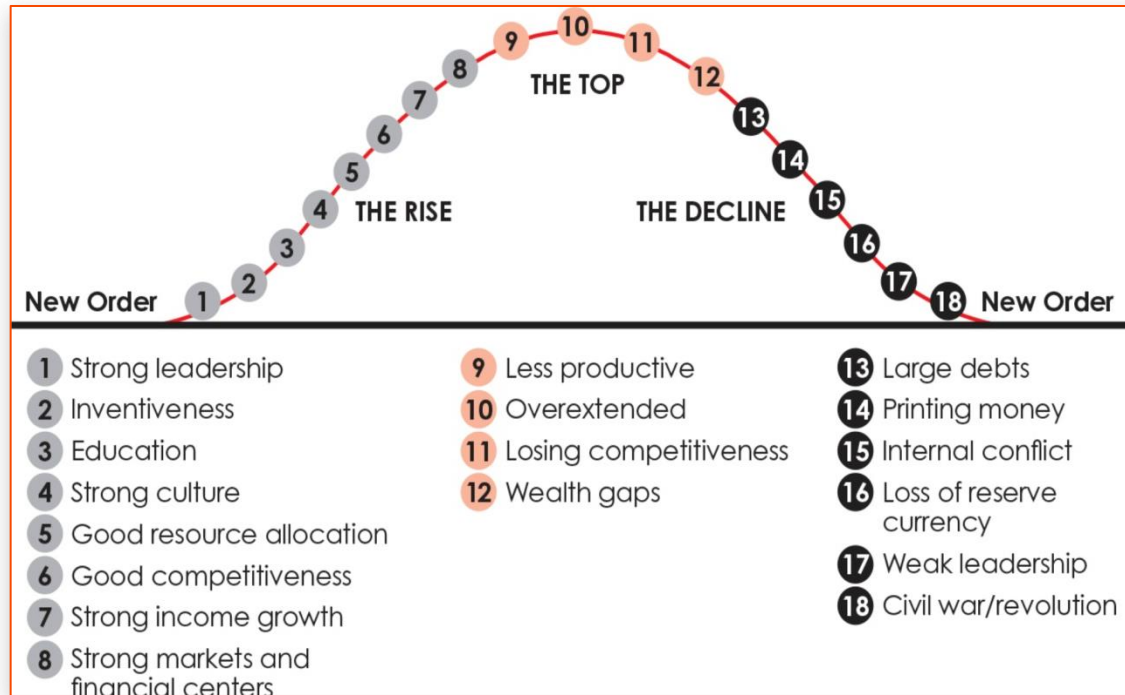 9 10 11
8 12
THE TOP
7 13
6 14
5 15
4 THE RISE THE DECLINE 16
3 17
2 18
New Order 1 New Order
1 Strong leadership
2 Inventiveness
3 Education
4 Strong culture
5 Good resource allocation
6 Good competitiveness
7 Strong income growth
8 Strong markets and
financial centers
9 Less productive
10 Overextended
11 Losing competitiveness
12 Wealth gaps
13 Large debts
14 Printing money
15 Internal conflict
16 Loss of reserve
currency
17 Weak leadership
18 Civil war/revolution